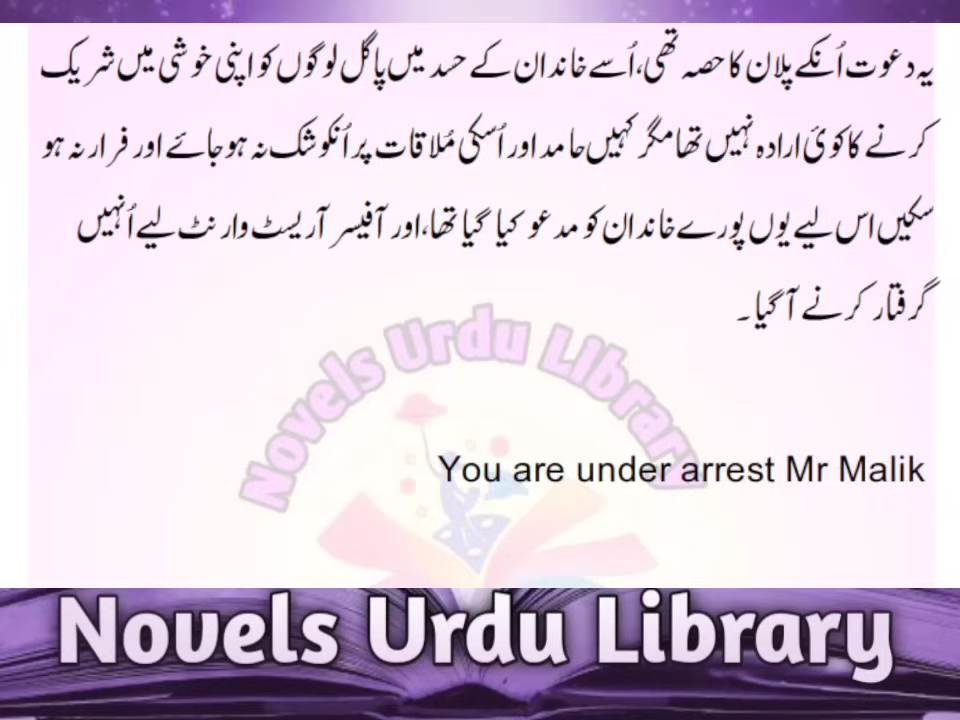 یہ دعوت اُنکے پلان کا حصہ تھی،اُسے خاندان کے حسد میں پاگل لوگوں کو اپنی خوشی میں شریک
کرنے کا کوئ ارادہ نہیں تھا مگر کہیں حامد اور اُسکی مُلاقات پر اُنکو شک نہ ہو جائے اور فرار نہ ہو
سکیں اس لیے یوں پورے خاندان کو مدعو کیا گیا تھا،اور آفیسر آریسٹ وارنٹ لیے اُنہیں
گرفتار کرنے آ گیا۔
Novels Urdu Library
You are under arrest Mr Malik
Novels Urdu Library